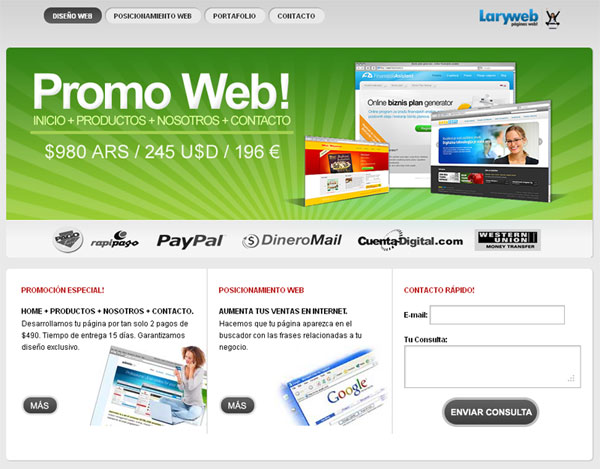 DISEÑO WEB
POSICIONAMIENTO WEB
PORTAFOLIO
CONTACTO
Laryweb
páginas web!
Promo Web!
INICIO + PRODUCTOS + NOSOTROS + CONTACTO
$980 ARS / 245 U$D / 196 €
Online biznis plan generator
PAGO
rapipago
PayPal
DineroMail
CuentaDigital.com
WESTERN
UNION
MONEY TRANSFER
PROMOCIÓN ESPECIAL!
HOME + PRODUCTOS + NOSOTROS + CONTACTO.
Desarrollamos tu página por tan solo 2 pagos de
$490. Tiempo de entrega 15 días. Garantizamos
diseño exclusivo.
MÁS
POSICIONAMIENTO WEB
AUMENTA TUS VENTAS EN INTERNET.
Hacemos que tu página aparezca en el
buscador con las frases relacionadas a tu
negocio.
Google
MÁS
CONTACTO RÁPIDO!
E-mail:
Tu Consulta:
ENVIAR CONSULTA